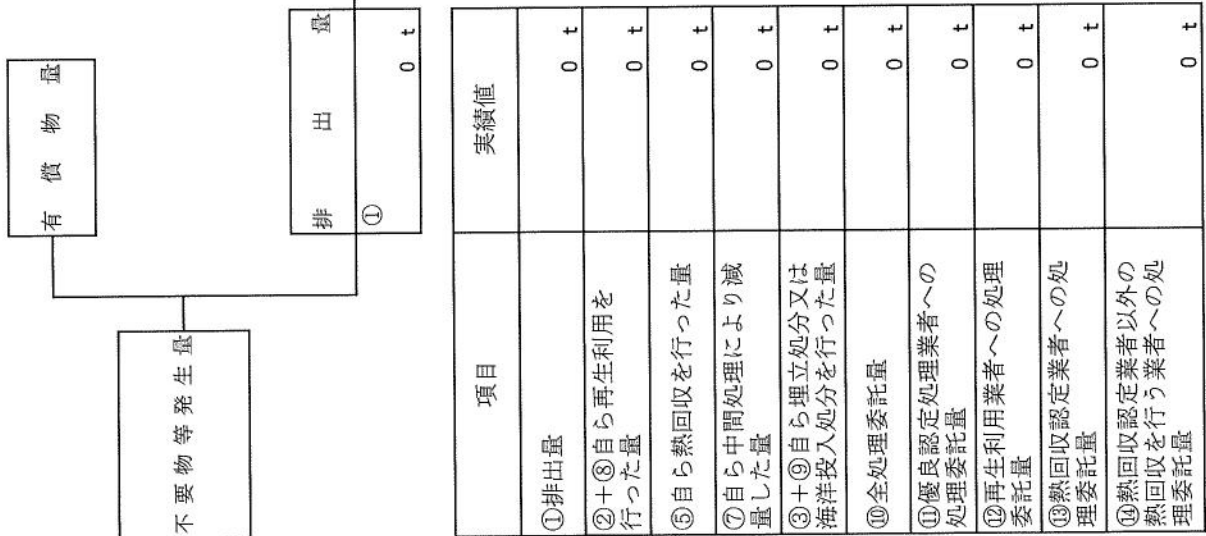 有償物量
不要物等発生量
排出量
①
0 t
項目
実績値
①排出量
0 t
②+⑧自ら再生利用を
行った量
0 t
⑤自ら熱回収を行った量
0 t
⑦自ら中間処理により減
量した量
0 t
③+⑨自ら埋立処分又は
海洋投入処分を行った量
0 t
⑩全処理委託量
0 t
⑪優良認定処理業者への
処理委託量
0 t
⑫再生利用業者への処理
委託量
0 t
⑬熱回収認定業者への処
理委託量
0 t
⑭熱回収認定業者以外の
熱回収を行う業者への処
理委託量
0 t